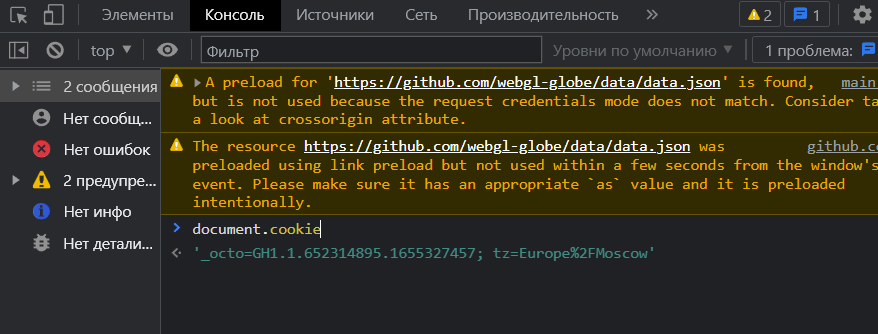 Элементы Консоль Источники Сеть Производительность » 2 1
top ▼ Фильтр Уровни по умолчанию ▼ 1 проблема:
2 сообщения
Нет сообщ...
Нет ошибок
2 предупре...
Нет инфо
Нет детали...
A preload for 'https://github.com/webgl-globe/data/data.json' is found, main-
but is not used because the request credentials mode does not match. Consider ta
a look at crossorigin attribute.
The resource https://github.com/webgl-globe/data/data.json was github.c
preloaded using link preload but not used within a few seconds from the window's
event. Please make sure it has an appropriate `as` value and it is preloaded
intentionally.
document.cookie
'_octo=GH1.1.652314895.1655327457; tz=Europe%2FMoscow'